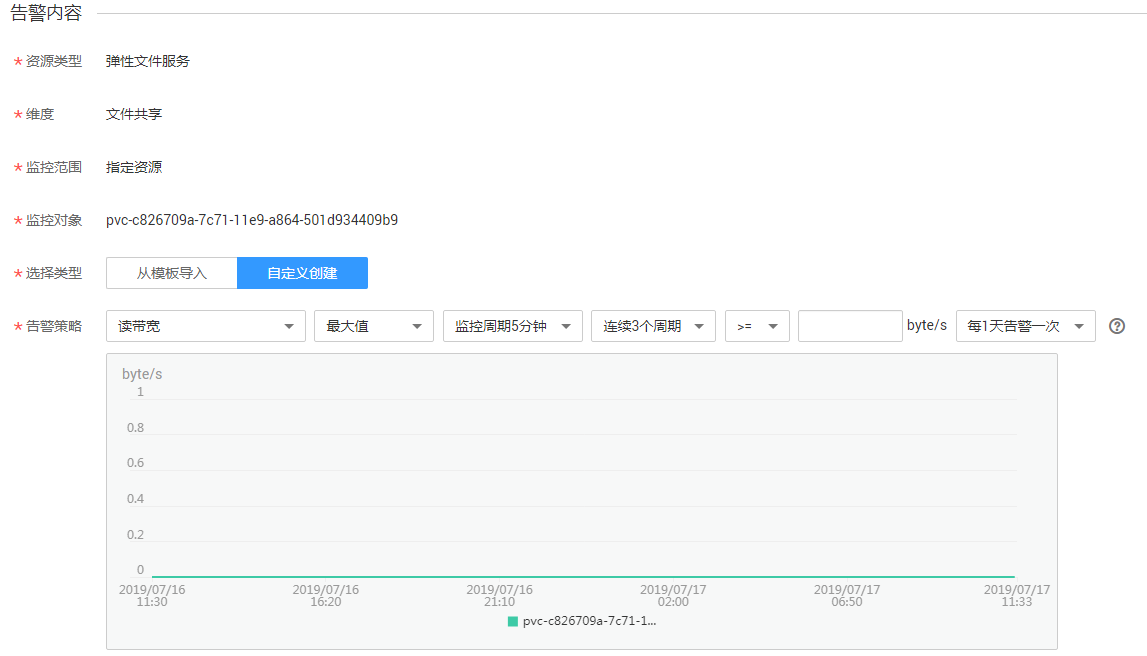 告警内容
* 资源类型 弹性文件服务
* 维度 文件共享
* 监控范围 指定资源
* 监控对象 pvc-c826709a-7c71-11e9-a864-501d934409b9
* 选择类型 从模板导入 自定义创建
* 告警策略 读带宽 最大值 监控周期5分钟 连续3个周期 >= byte/s 每1天告警一次 ?
byte/s
1
0.8
0.6
0.4
0.2
0
2019/07/16 2019/07/16 2019/07/16 2019/07/17 2019/07/17 2019/07/17
11:30 16:20 21:10 02:00 06:50 11:33
pvc-c826709a-7c71-1...